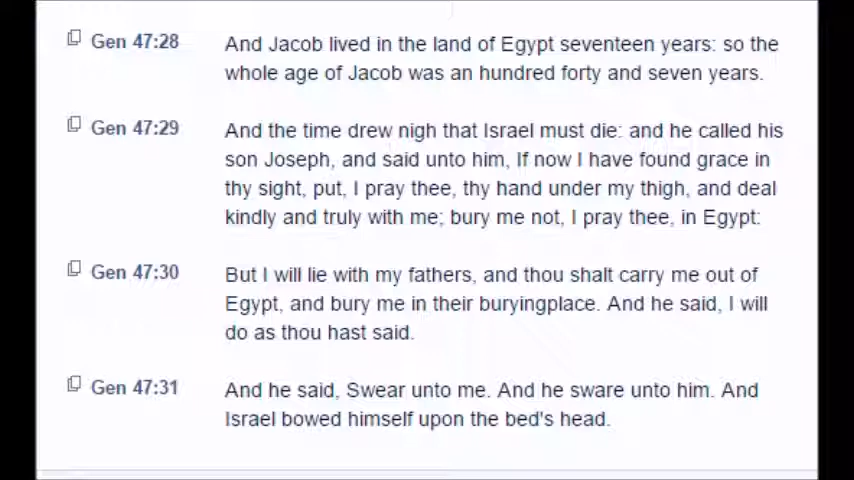 Gen 47:28 And Jacob lived in the land of Egypt seventeen years: so the
whole age of Jacob was an hundred forty and seven years.
Gen 47:29 And the time drew nigh that Israel must die: and he called his
son Joseph, and said unto him, If now I have found grace in
thy sight, put, I pray thee, thy hand under my thigh, and deal
kindly and truly with me; bury me not, I pray thee, in Egypt:
Gen 47:30 But I will lie with my fathers, and thou shalt carry me out of
Egypt, and bury me in their buryingplace. And he said, I will
do as thou hast said.
Gen 47:31 And he said, Swear unto me. And he sware unto him. And
Israel bowed himself upon the bed's head.